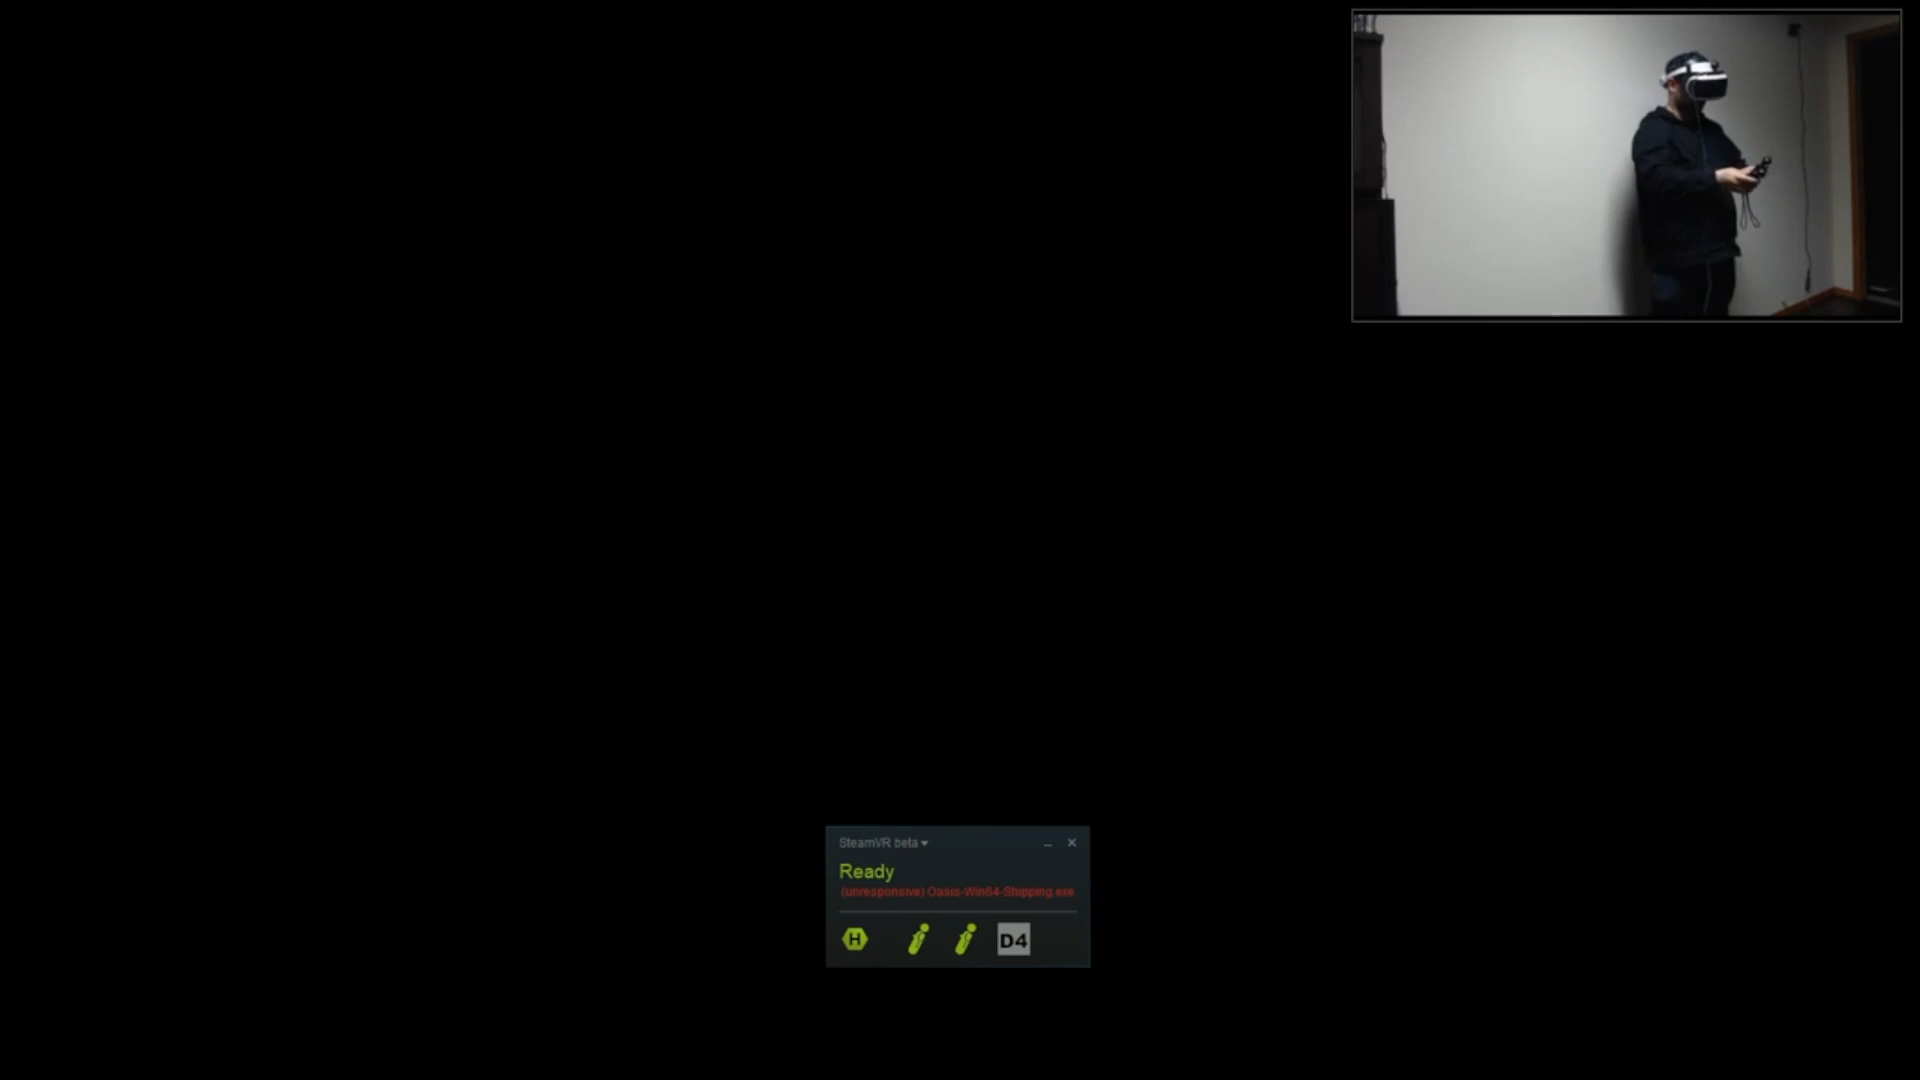 SteamVR beta
Ready
(unresponsive) Oasis-Win64-Shipping.exe
H
D4